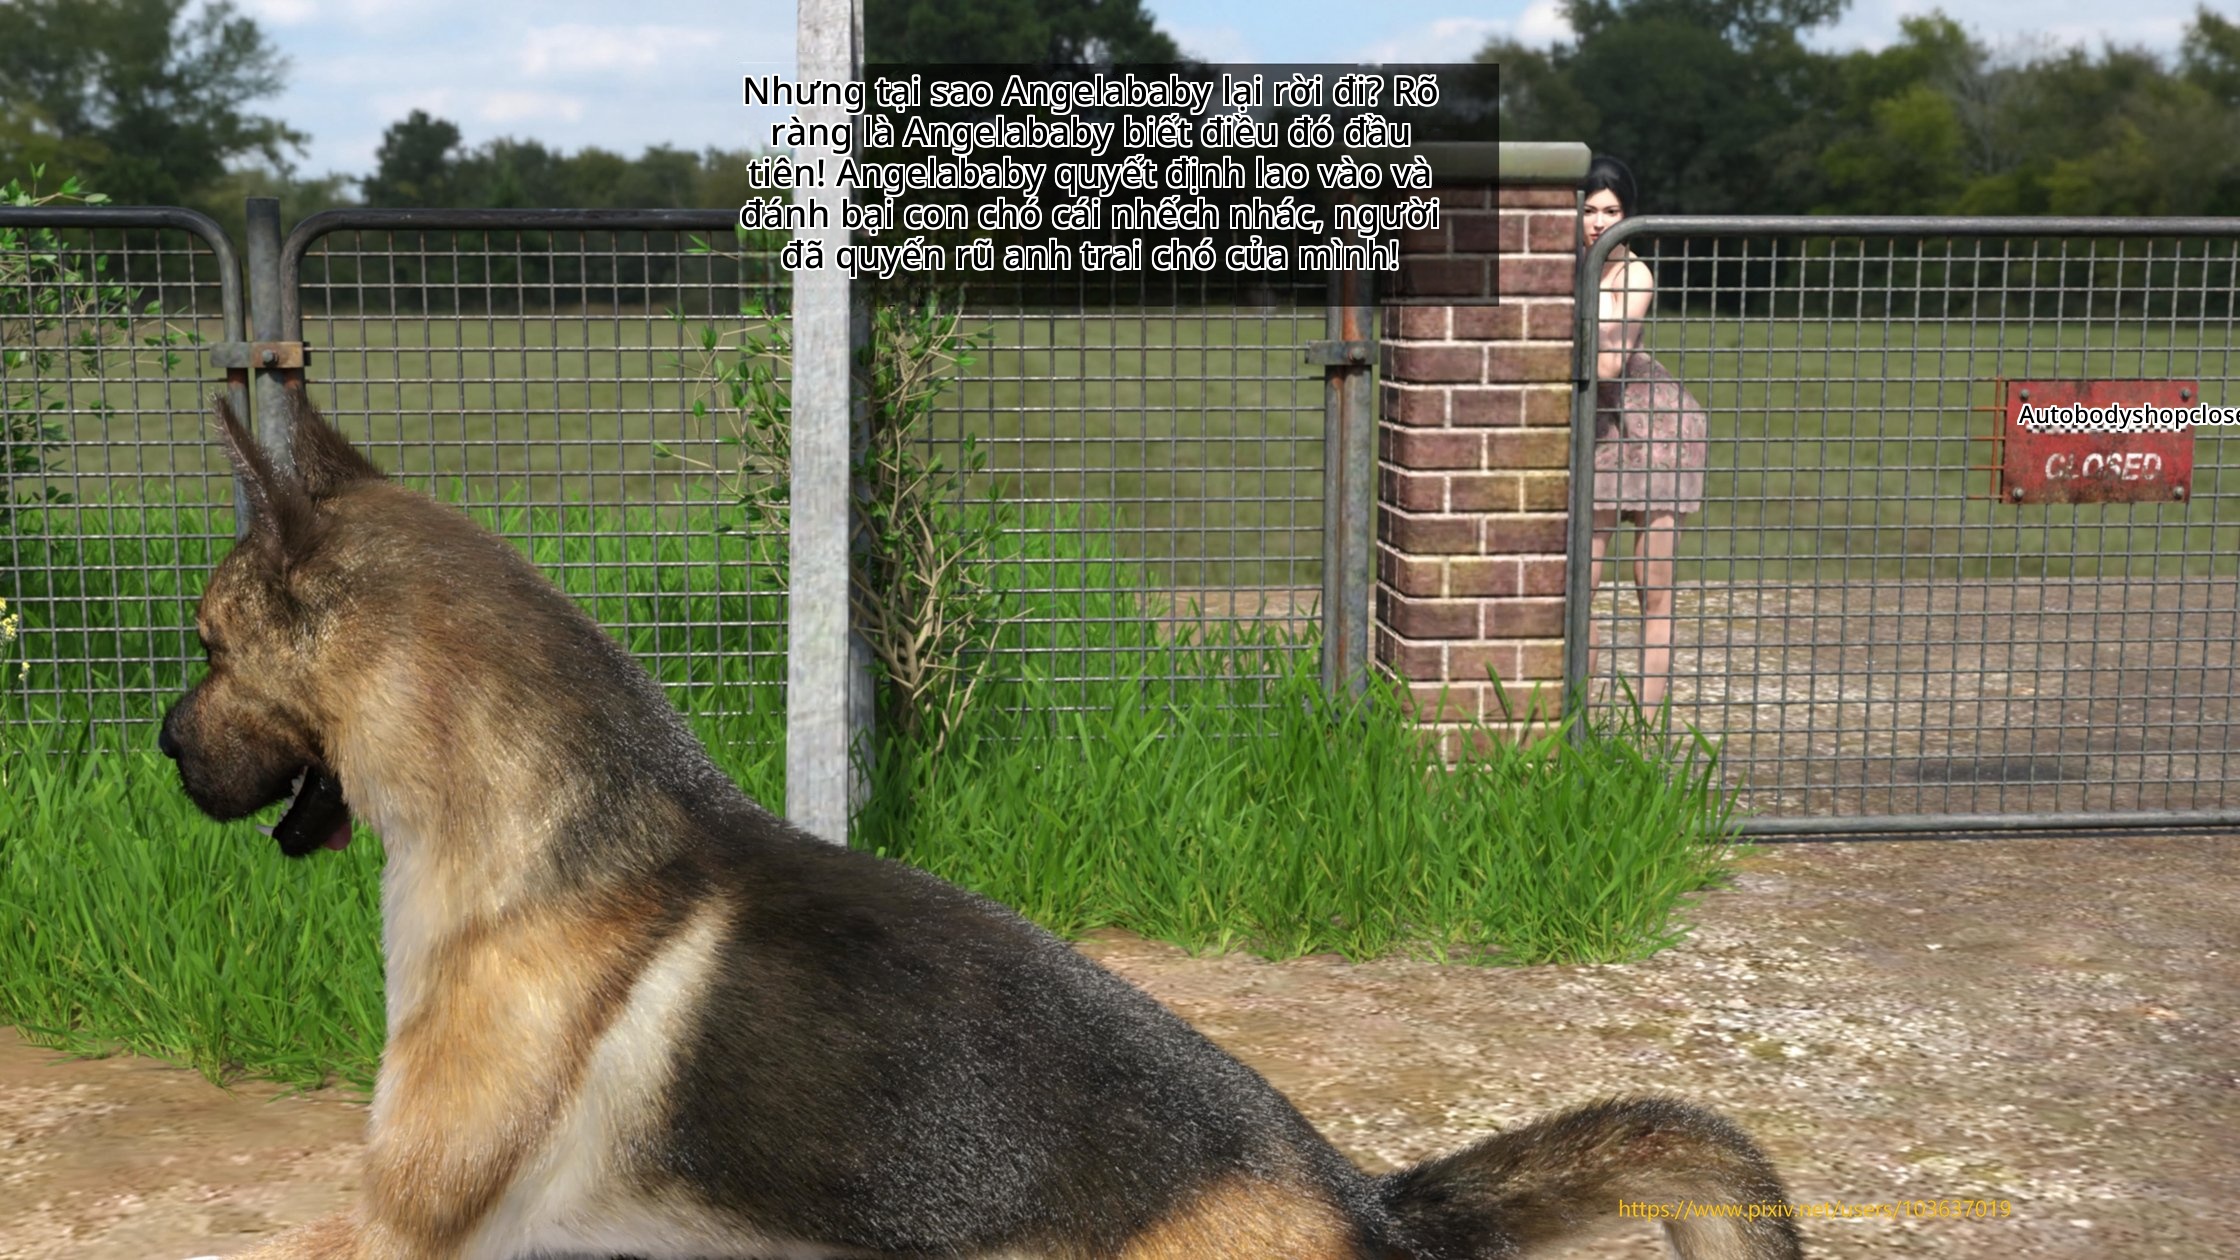 Nhưng tại sao Angelababy lại rời đi? Rõ
ràng là Angelababy biết điều đó đầu
tiên! Angelababy quyết định lao vào và
đánh bại con chó cái nhếch nhác, người
đã quyến rũ anh trai chó của mình!
Autobodyshopclose
CLOSED
https://www.pixiv.net/users/103637019